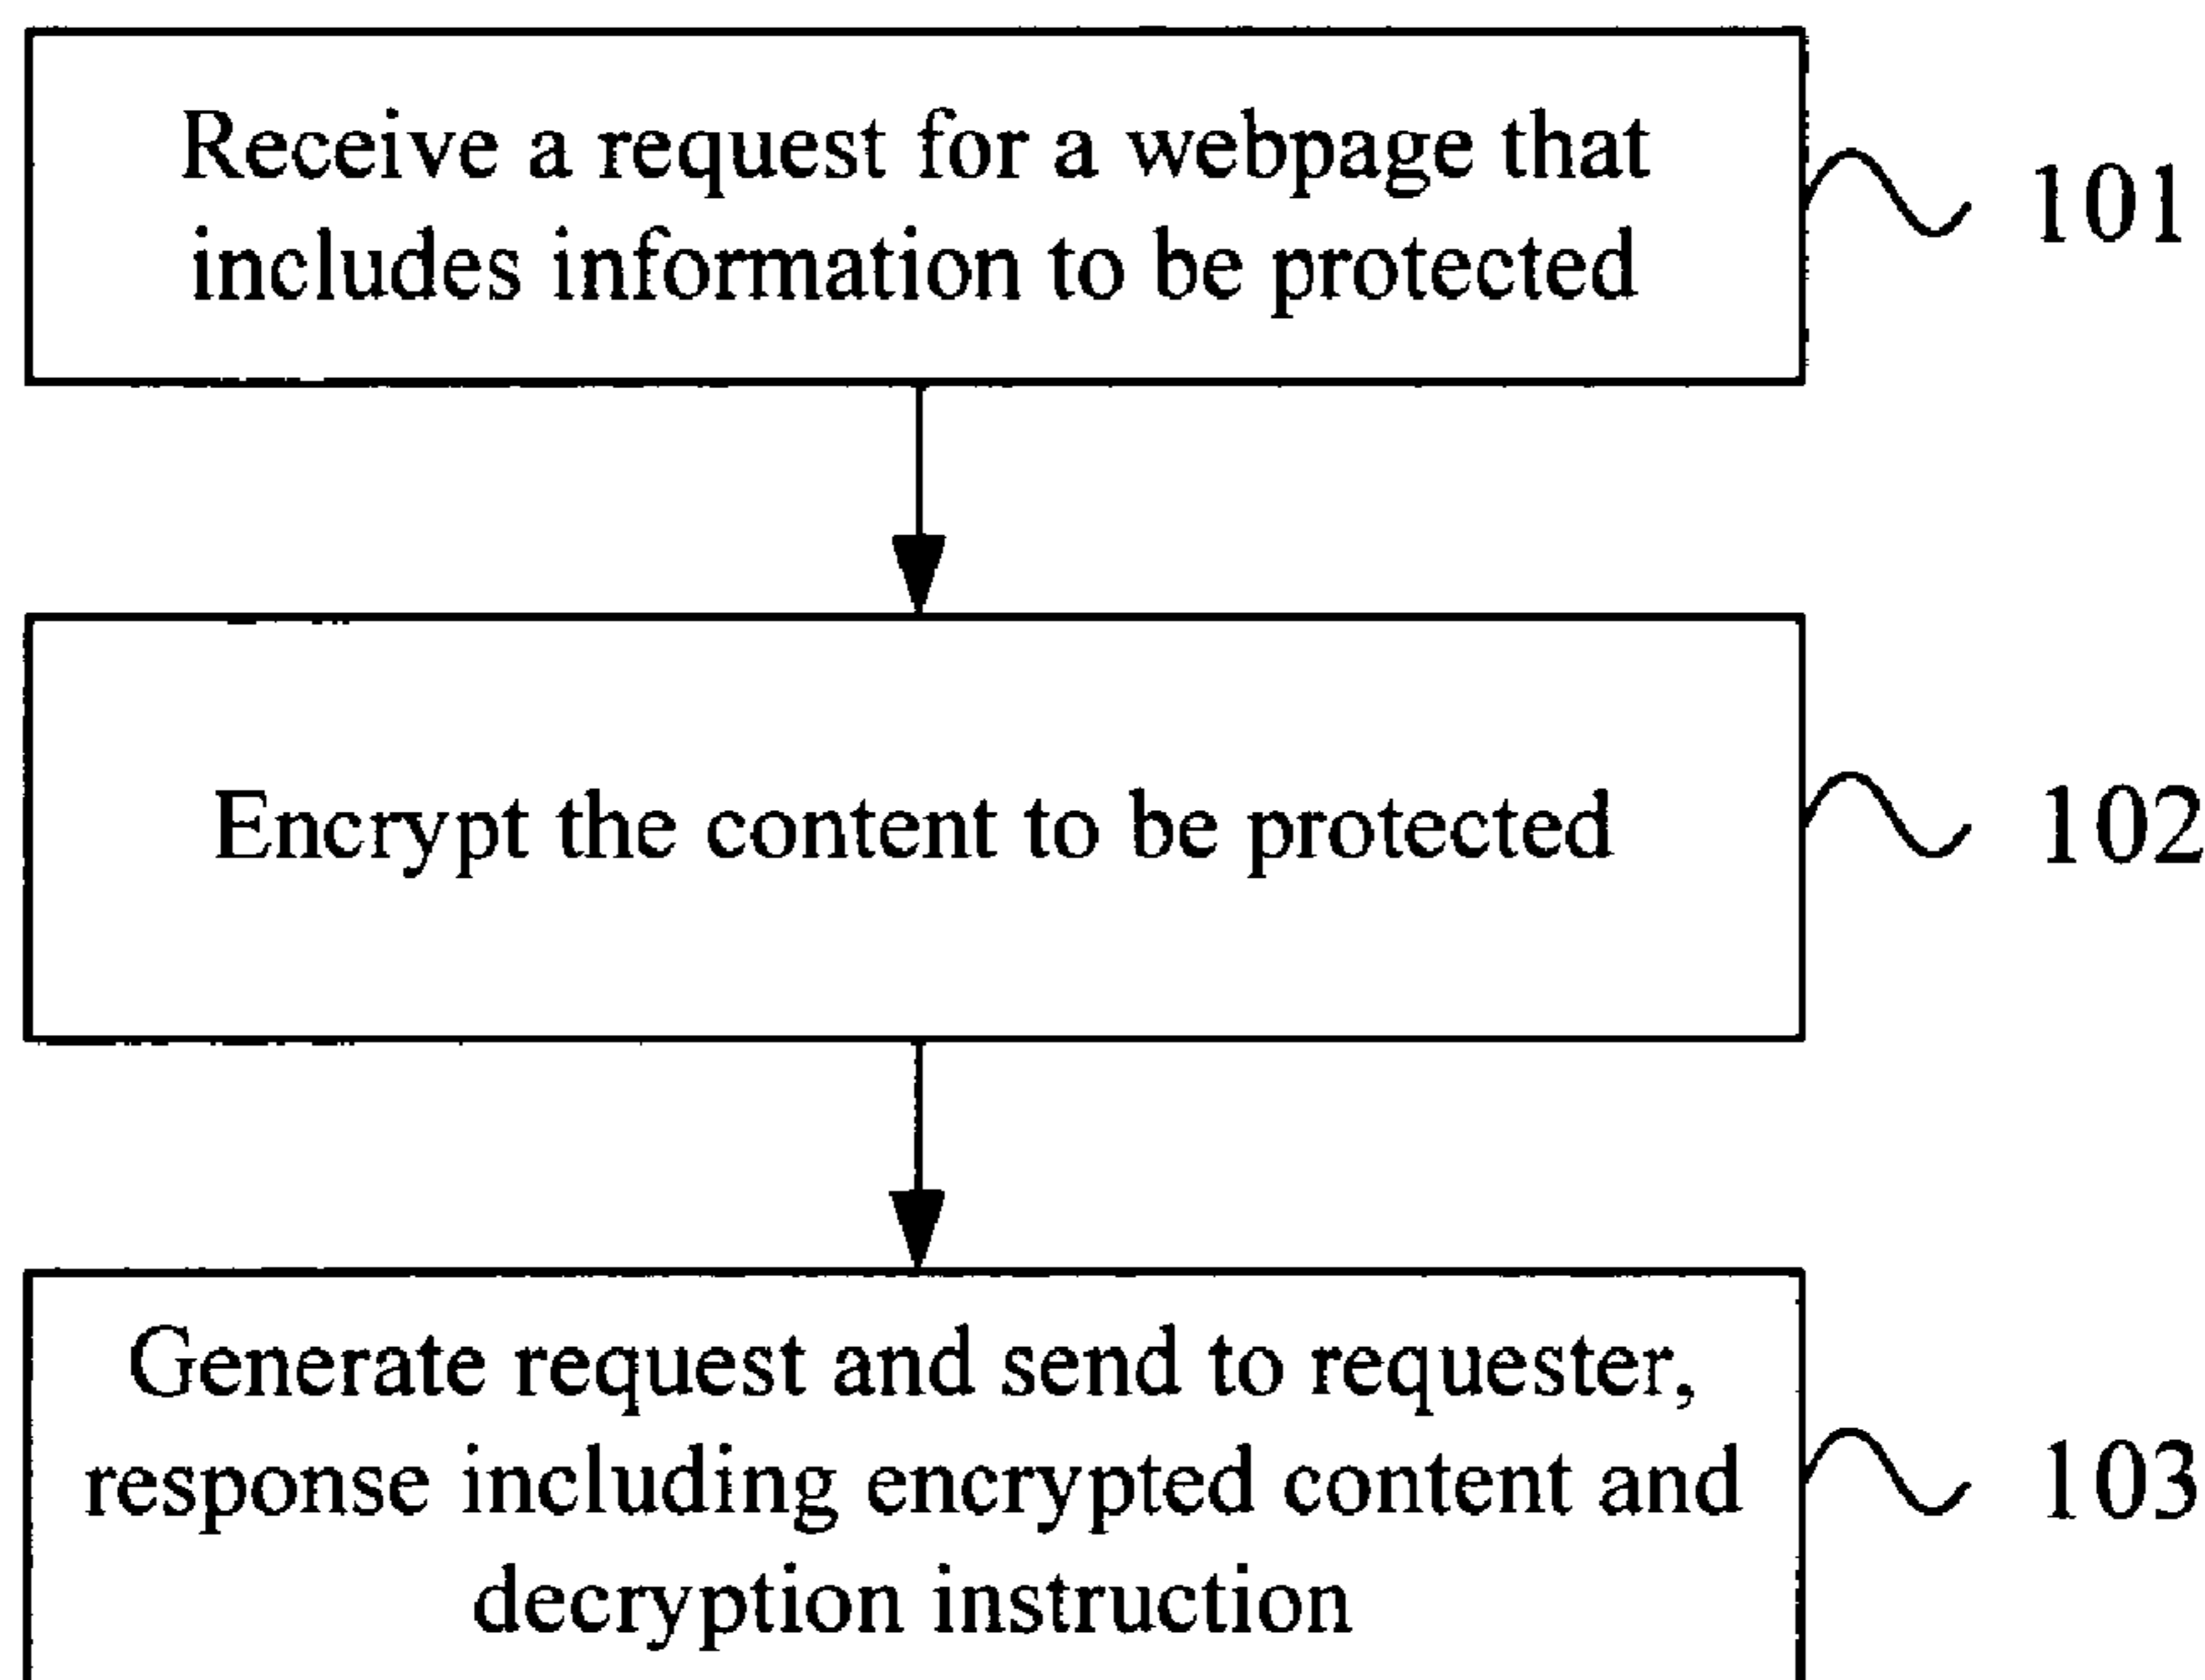 Receive a request for a webpage that
includes information to be protected
101
Encrypt the content to be protected
102
Generate request and send to requester,
response including encrypted content and
decryption instruction
103